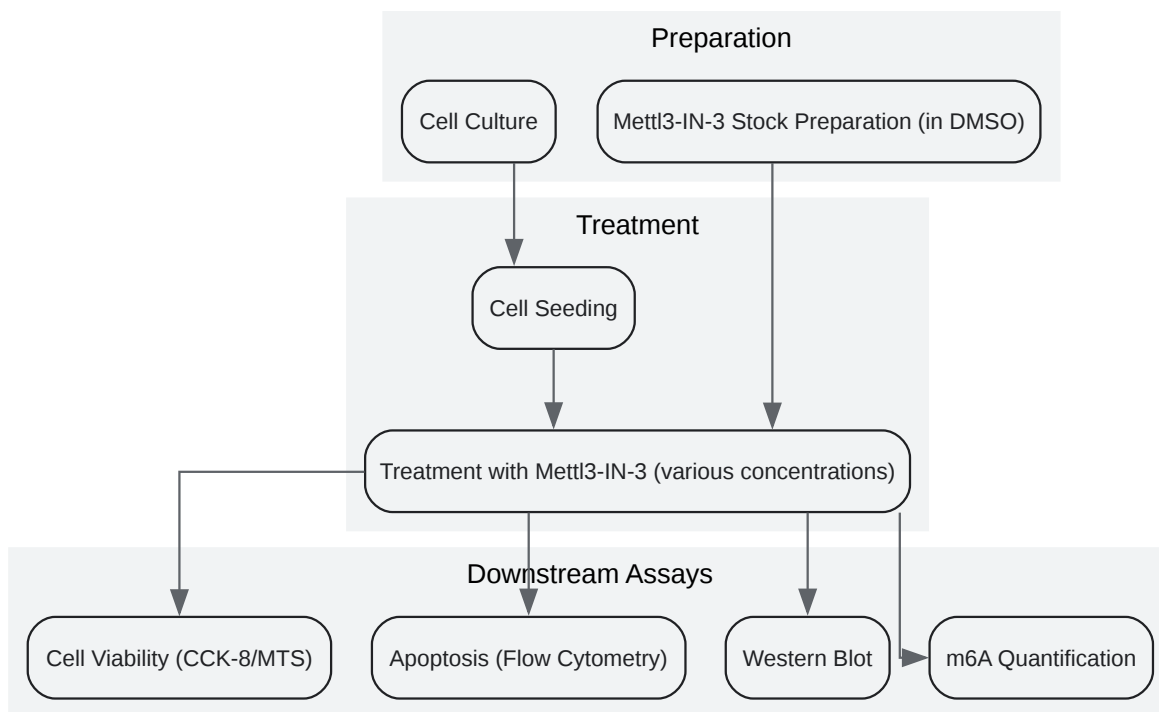 Preparation
Cell Culture
Mettl3-IN-3 Stock Preparation (in DMSO)
Treatment
Cell Seeding
Treatment with Mettl3-IN-3 (various concentrations)
Downstream Assays
Cell Viability (CCK-8/MTS)
Apoptosis (Flow Cytometry)
Western Blot
m6A Quantification